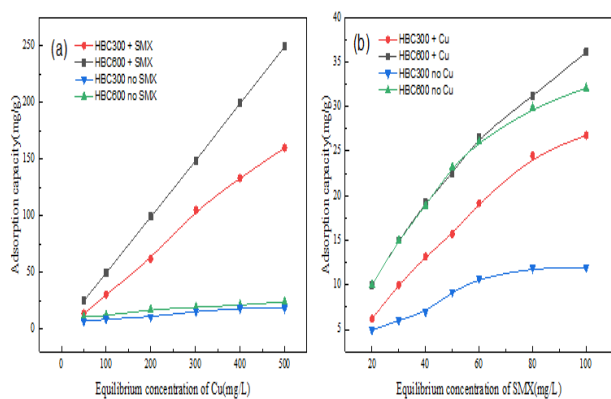 (a)
HBC300 + SMX
HBC600 + SMX
HBC300 no SMX
HBC600 no SMX
Adsorption capacity(mg/g)
250
200
150
100
50
0
0 100 200 300 400 500
Equilibrium concentration of Cu(mg/L)
(b)
HBC300 + Cu
HBC600 + Cu
HBC300 no Cu
HBC600 no Cu
Adsorption capacity(mg/g)
40
35
30
25
20
15
10
5
20 40 60 80 100
Equilibrium concentration of SMX(mg/L)